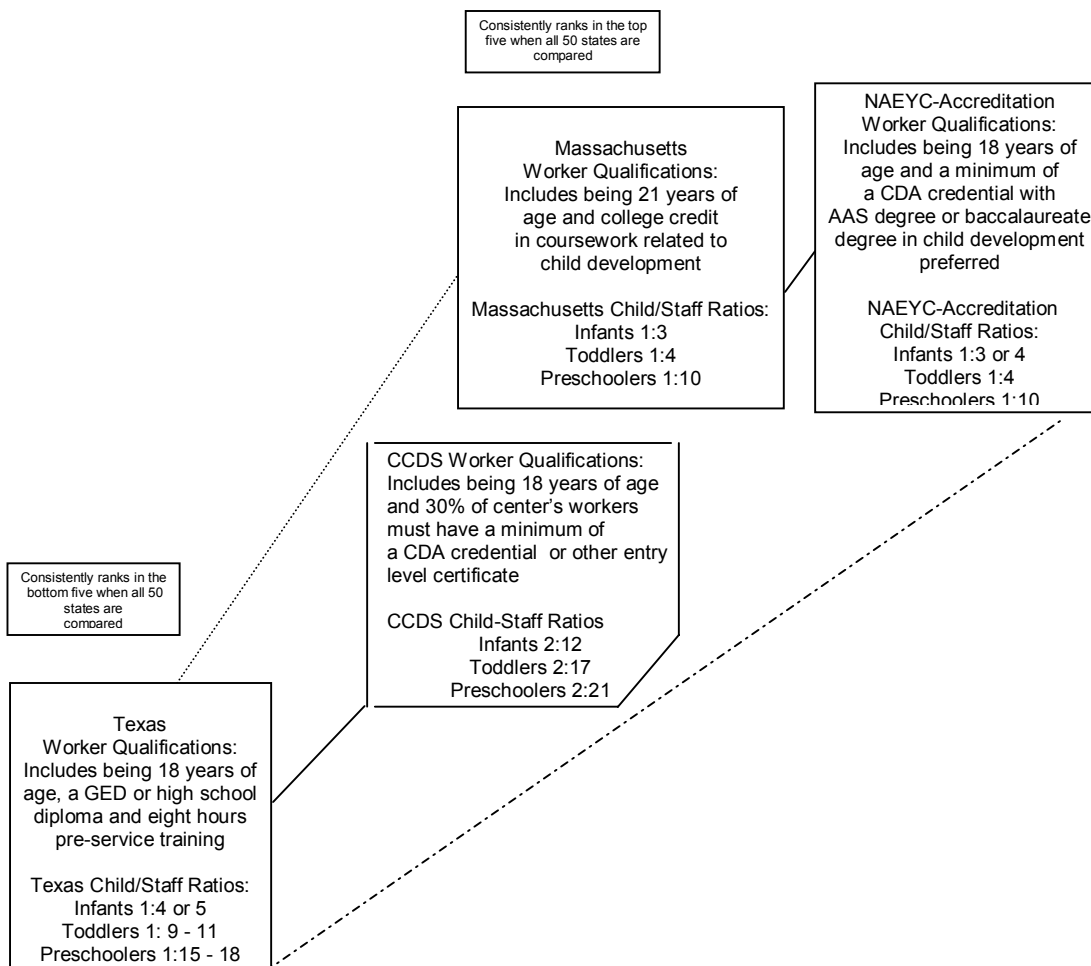 Consistently ranks in the top
five when all 50 states are
compared
Massachusetts
Worker Qualifications:
Includes being 21 years of
age and college credit
in coursework related to
child development
Massachusetts Child/Staff Ratios:
Infants 1:3
Toddlers 1:4
Preschoolers 1:10
NAEYC-Accreditation
Worker Qualifications:
Includes being 18 years of
age and a minimum of
a CDA credential with
AAS degree or baccalaureate
degree in child development
preferred
NAEYC-Accreditation
Child/Staff Ratios:
Infants 1:3 or 4
Toddlers 1:4
Preschoolers 1:10
CCDS Worker Qualifications:
Includes being 18 years of age
and 30% of center's workers
must have a minimum of
a CDA credential  or other entry
level certificate
CCDS Child-Staff Ratios
Infants 2:12
Toddlers 2:17
Preschoolers 2:21
Consistently ranks in the
bottom five when all 50
states are
compared
Texas
Worker Qualifications:
Includes being 18 years of
age, a GED or high school
diploma and eight hours
pre-service training
Texas Child/Staff Ratios:
Infants 1:4 or 5
Toddlers 1: 9 - 11
Preschoolers 1:15 - 18